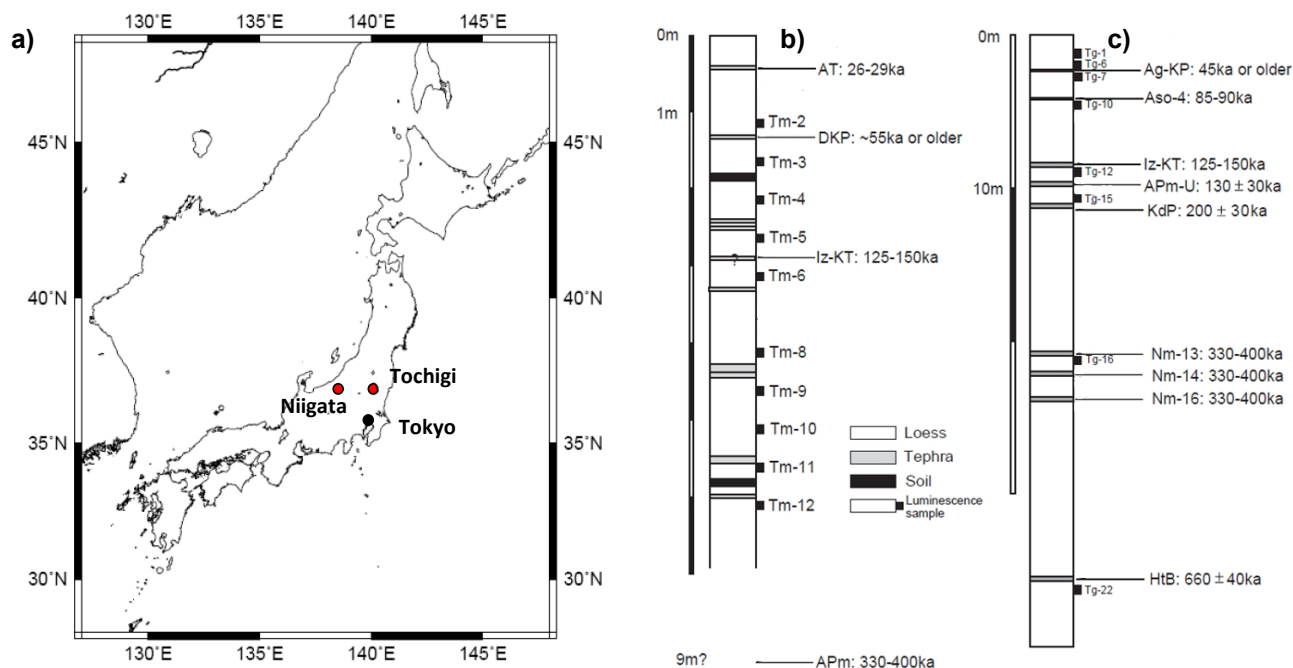 a)
130°E
135°E
140°E
145°E
45°N
45°N
40°N
40°N
35°N
35°N
30°N
30°N
130°E
135°E
140°E
145°E
Tochigi
Niigata
Tokyo
b)
0m
AT: 26-29ka
1m
Tm-2
DKP: ~55ka or older
Tm-3
Tm-4
Tm-5
?
Iz-KT: 125-150ka
Tm-6
Tm-8
Tm-9
Tm-10
Tm-11
Tm-12
9m?
APm: 330-400ka
Loess
Tephra
Soil
Luminescence
sample
c)
0m
Tg-1
Tg-6
Tg-7
Ag-KP: 45ka or older
Aso-4: 85-90ka
Tg-10
Iz-KT: 125-150ka
Tg-12
APm-U: 130 ± 30ka
10m
Tg-15
KdP: 200 ± 30ka
Nm-13: 330-400ka
Tg-16
Nm-14: 330-400ka
Nm-16: 330-400ka
HtB: 660 ± 40ka
Tg-22